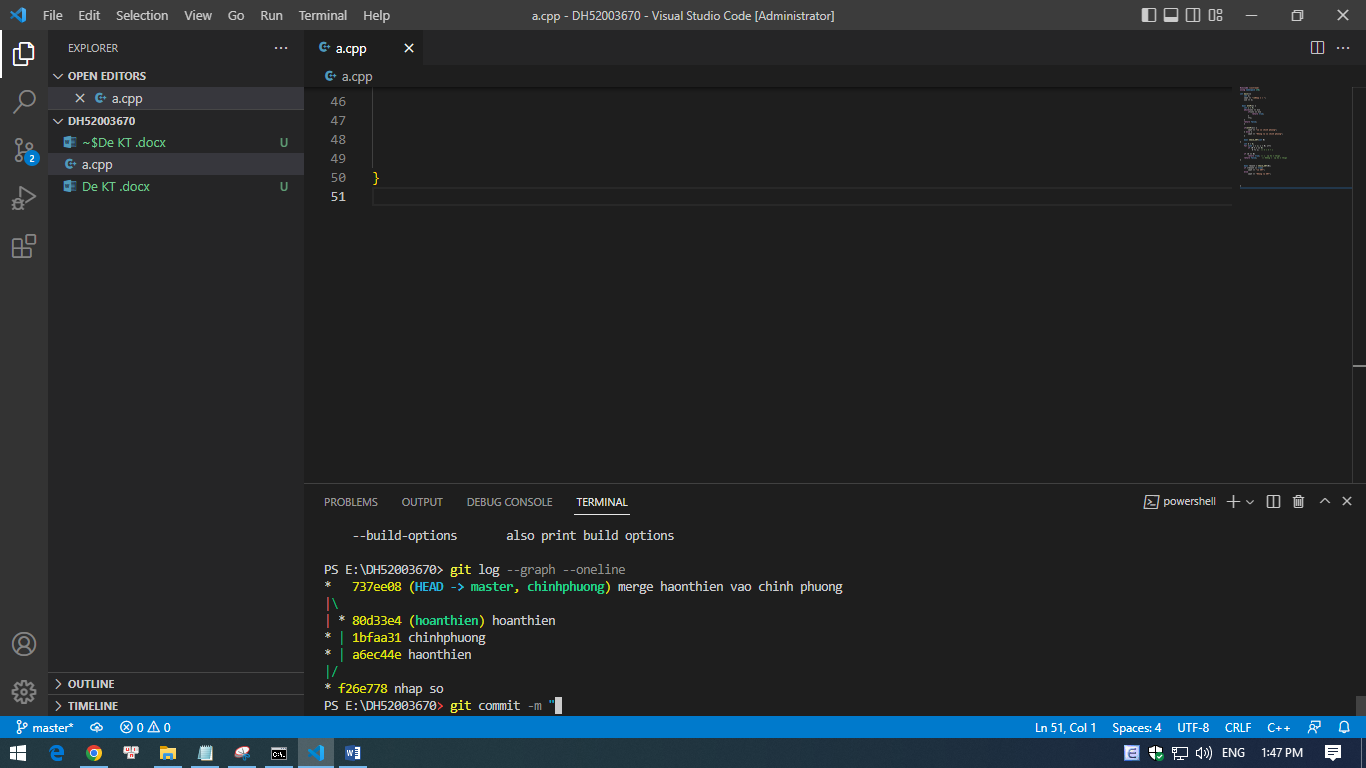 File Edit Selection View Go Run Terminal Help a.cpp - DH52003670 - Visual Studio Code [Administrator]
EXPLORER
OPEN EDITORS
a.cpp
DH52003670
~$De KT .docx U
a.cpp
De KT .docx U
OUTLINE
TIMELINE
2
a.cpp
a.cpp
46
47
48
49
50 }
51
PROBLEMS OUTPUT DEBUG CONSOLE TERMINAL powershell
--build-options also print build options
PS E:\DH52003670> git log --graph --oneline
* 737ee08 (HEAD -> master, chinhphuong) merge haonthien vao chinh phuong
|\
| * 80d33e4 (hoanthien) hoanthien
* | 1bfaa31 chinhphuong
* | a6ec44e haonthien
|/
* f26e778 nhap so
PS E:\DH52003670> git commit -m "
master* 0 0 Ln 51, Col 1 Spaces: 4 UTF-8 CRLF C++
ENG 1:47 PM